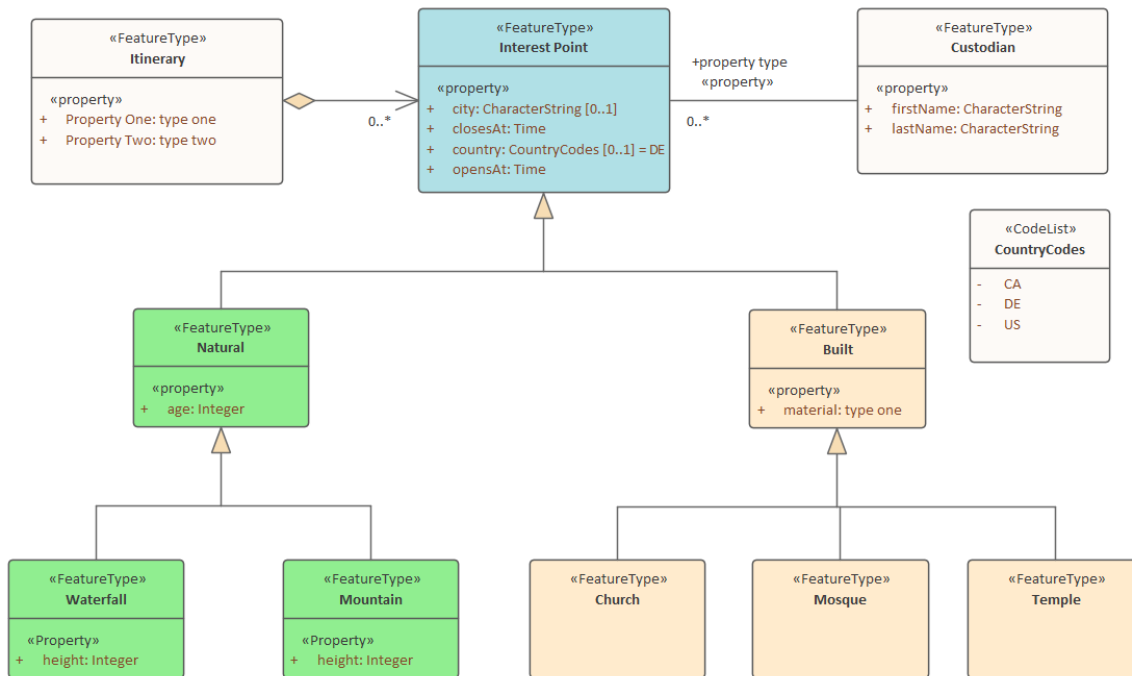 «FeatureType»
Itinerary
«property»
+ Property One: type one
+ Property Two: type two
0..*
«FeatureType»
Interest Point
«property»
+ city: CharacterString [0..1]
+ closesAt: Time
+ country: CountryCodes [0..1] = DE
+ opensAt: Time
+property type
«property»
0..*
«FeatureType»
Custodian
«property»
+ firstName: CharacterString
+ lastName: CharacterString
«CodeList»
CountryCodes
- CA
- DE
- US
«FeatureType»
Natural
«property»
+ age: Integer
«FeatureType»
Built
«property»
+ material: type one
«FeatureType»
Waterfall
«Property»
+ height: Integer
«FeatureType»
Mountain
«Property»
+ height: Integer
«FeatureType»
Church
«FeatureType»
Mosque
«FeatureType»
Temple